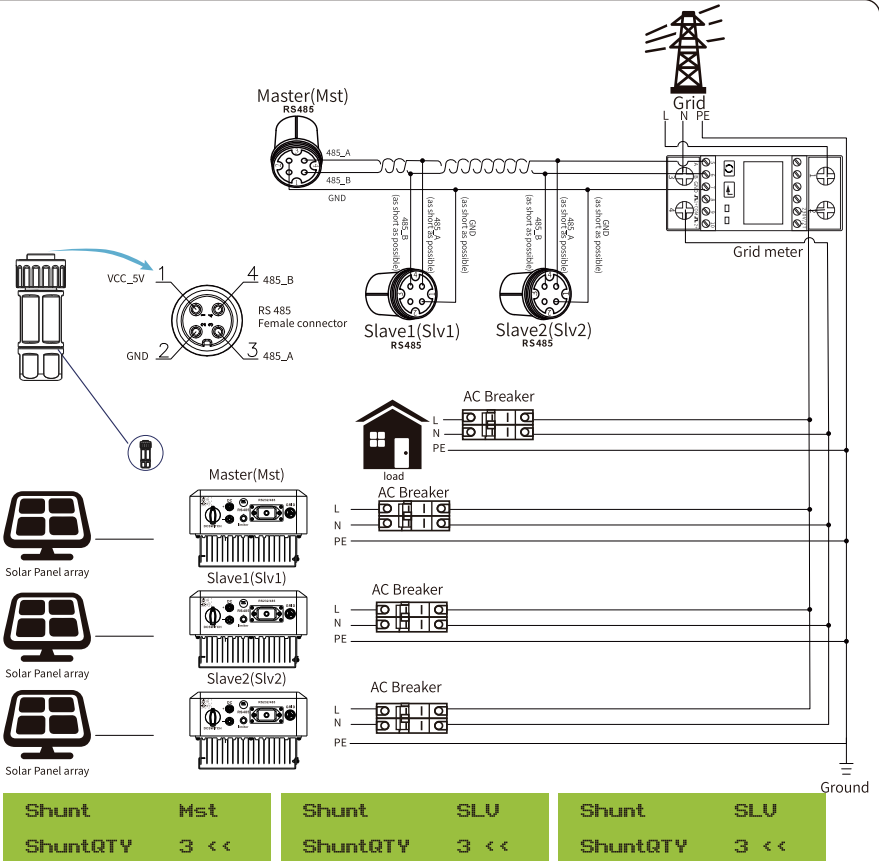 Grid
L N PE
Master(Mst)
RS485
485_A
485_B
GND
3
4
1
2
Grid meter
485_B
(as short as possible)
485_A
(as short as possible)
GND
(as short as possible)
485_B
(as short as possible)
485_A
(as short as possible)
GND
(as short as possible)
Slave1(Slv1)
RS485
Slave2(Slv2)
RS485
VCC_5V 1
4 485_B
RS 485
Female connector
GND 2
3 485_A
AC Breaker
L
N
PE
load
Master(Mst)
AC Breaker
L
N
PE
Solar Panel array
Slave1(Slv1)
AC Breaker
L
N
PE
Solar Panel array
Slave2(Slv2)
AC Breaker
L
N
PE
Solar Panel array
Ground
Shunt Mst
ShuntQTY 3 <<
Shunt SLV
ShuntQTY 3 <<
Shunt SLV
ShuntQTY 3 <<